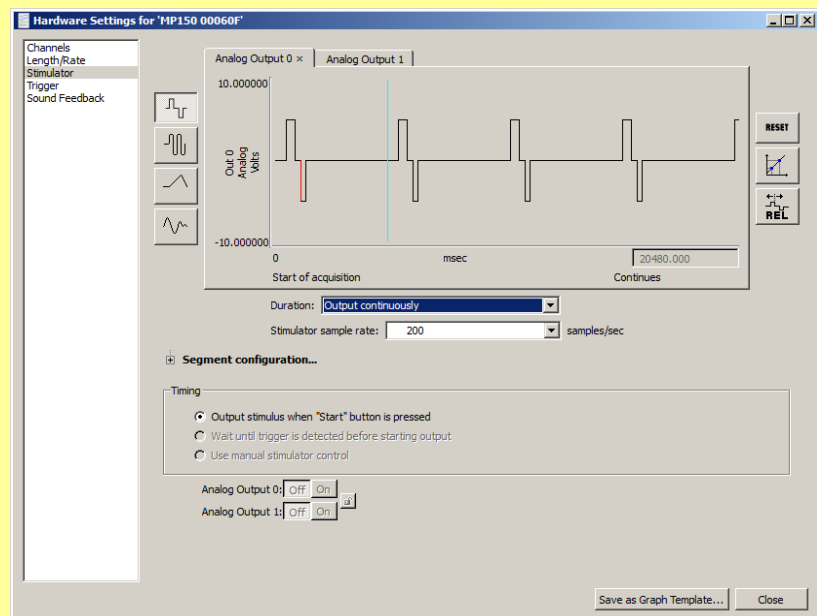 Hardware Settings for 'MP150 00060F'
Channels
Length/Rate
Stimulator
Trigger
Sound Feedback
Analog Output 0 ×
Analog Output 1
10.000000
Out 0
Analog
Volts
-10.000000
0
msec
20480.000
Start of acquisition
Continues
RESET
REL
Duration: Output continuously
Stimulator sample rate: 200 samples/sec
Segment configuration...
Timing
Output stimulus when "Start" button is pressed
Wait until trigger is detected before starting output
Use manual stimulator control
Analog Output 0: Off On
Analog Output 1: Off On
Save as Graph Template...
Close